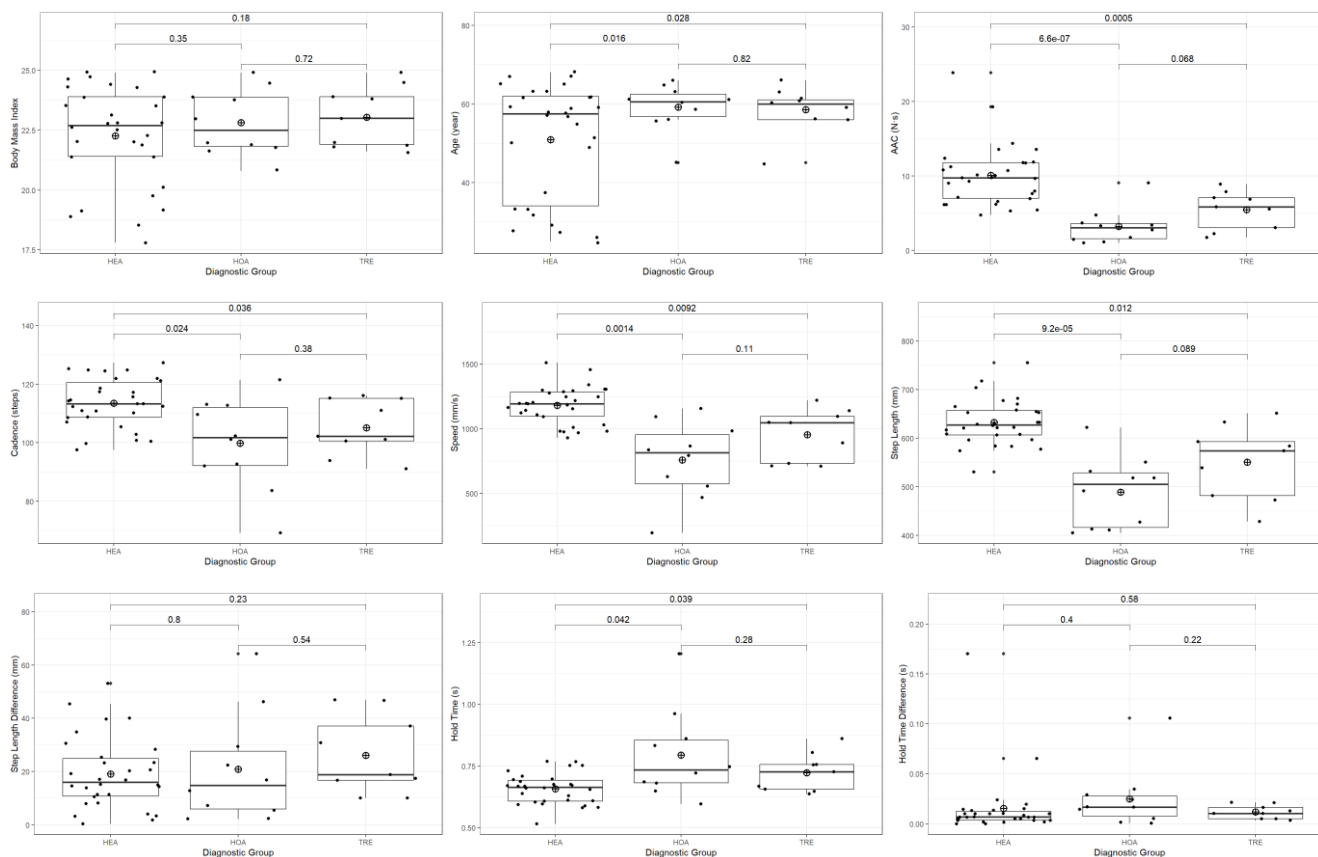 0.18
0.35
0.72
Body Mass Index
25.0
22.5
20.0
17.5
HEA HOA TRE
Diagnostic Group
0.028
0.016
0.82
Age (year)
80
60
40
HEA HOA TRE
Diagnostic Group
0.0005
6.6e-07
0.068
AAC (N·s)
30
20
10
0
HEA HOA TRE
Diagnostic Group
0.036
0.024
0.38
Cadence (steps)
140
120
100
80
HEA HOA TRE
Diagnostic Group
0.0092
0.0014
0.11
Speed (mm/s)
1500
1000
500
HEA HOA TRE
Diagnostic Group
0.012
9.2e-05
0.089
Step Length (mm)
800
700
600
500
400
HEA HOA TRE
Diagnostic Group
0.23
0.8
0.54
Step Length Difference (mm)
80
60
40
20
0
HEA HOA TRE
Diagnostic Group
0.039
0.042
0.28
Hold Time (s)
1.25
1.00
0.75
0.50
HEA HOA TRE
Diagnostic Group
0.58
0.4
0.22
Hold Time Difference (s)
0.20
0.15
0.10
0.05
0.00
HEA HOA TRE
Diagnostic Group